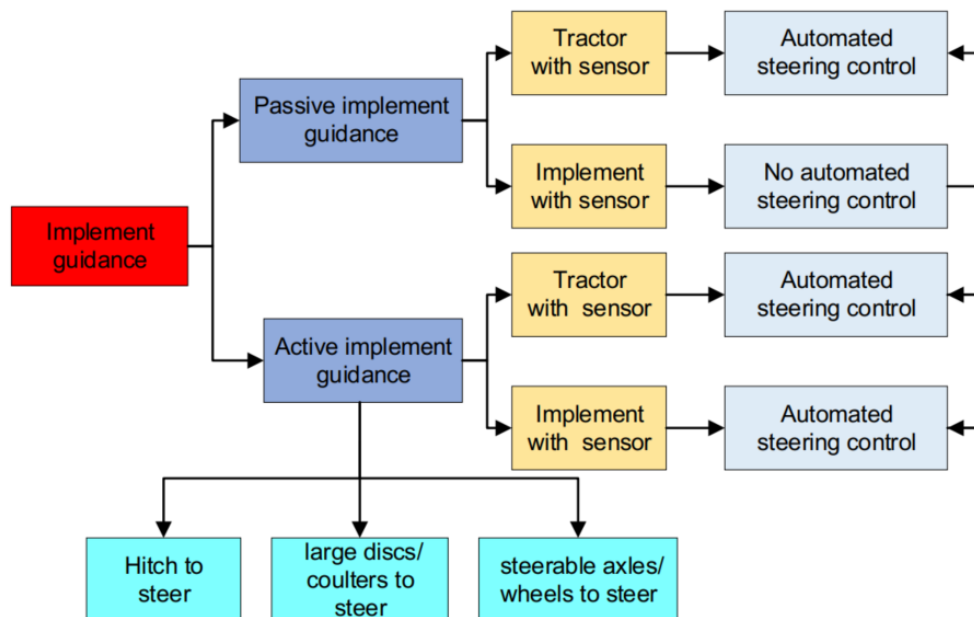 Tractor
with sensor
Automated
steering control
Passive implement
guidance
Implement
with sensor
No automated
steering control
Implement
guidance
Tractor
with  sensor
Automated
steering control
Active implement
guidance
Implement
with  sensor
Automated
steering control
Hitch to
steer
large discs/
coulters to
steer
steerable axles/
wheels to steer